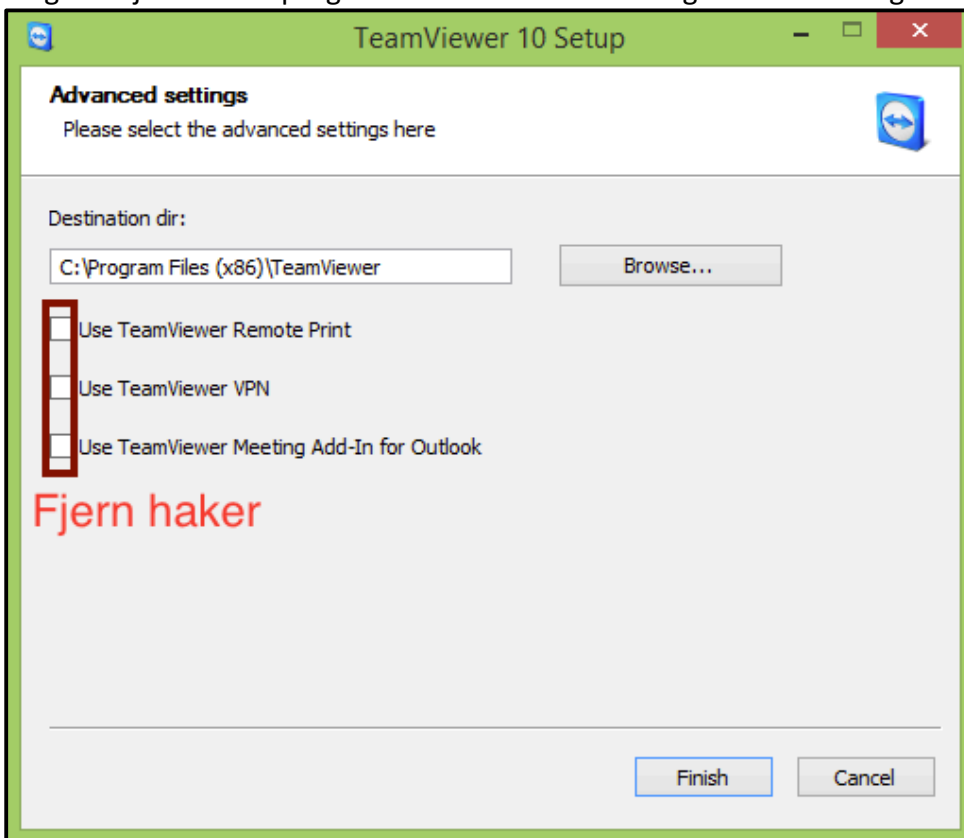 TeamViewer 10 Setup
Advanced settings
Please select the advanced settings here
Destination dir:
C:\Program Files (x86)\TeamViewer
Browse...
Use TeamViewer Remote Print
Use TeamViewer VPN
Use TeamViewer Meeting Add-In for Outlook
Fjern haker
Finish
Cancel